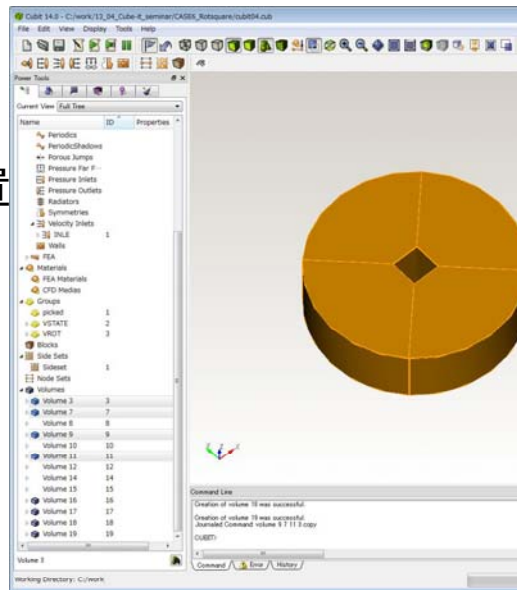 Cubit 14.0 - C:/work/13_04_Cube-it_seminar/CASE6_Rotsquare/cubit04.cub
File Edit View Display Tools Help
Power Tools
Current View Full Tree
Name ID Properties
Periodics
PeriodicShadows
Porous Jumps
Pressure Far F...
Pressure Inlets
Pressure Outlets
Radiators
Symmetries
Velocity Inlets
INLE 1
Walls
FEA
Materials
FEA Materials
CFD Medias
Groups
picked 1
VSTATE 2
VROT 3
Blocks
Side Sets
Sideset 1
Node Sets
Volumes
Volume 3 3
Volume 7 7
Volume 8 8
Volume 9 9
Volume 10 10
Volume 11 11
Volume 12 12
Volume 14 14
Volume 15 15
Volume 16 16
Volume 17 17
Volume 18 18
Volume 19 19
Volume 3
Command Line
Creation of volume 18 was successful.
Creation of volume 19 was successful.
Journaled Command: volume 9 7 11 3 copy
CUBIT>
Command Error History
Working Directory: C:/work